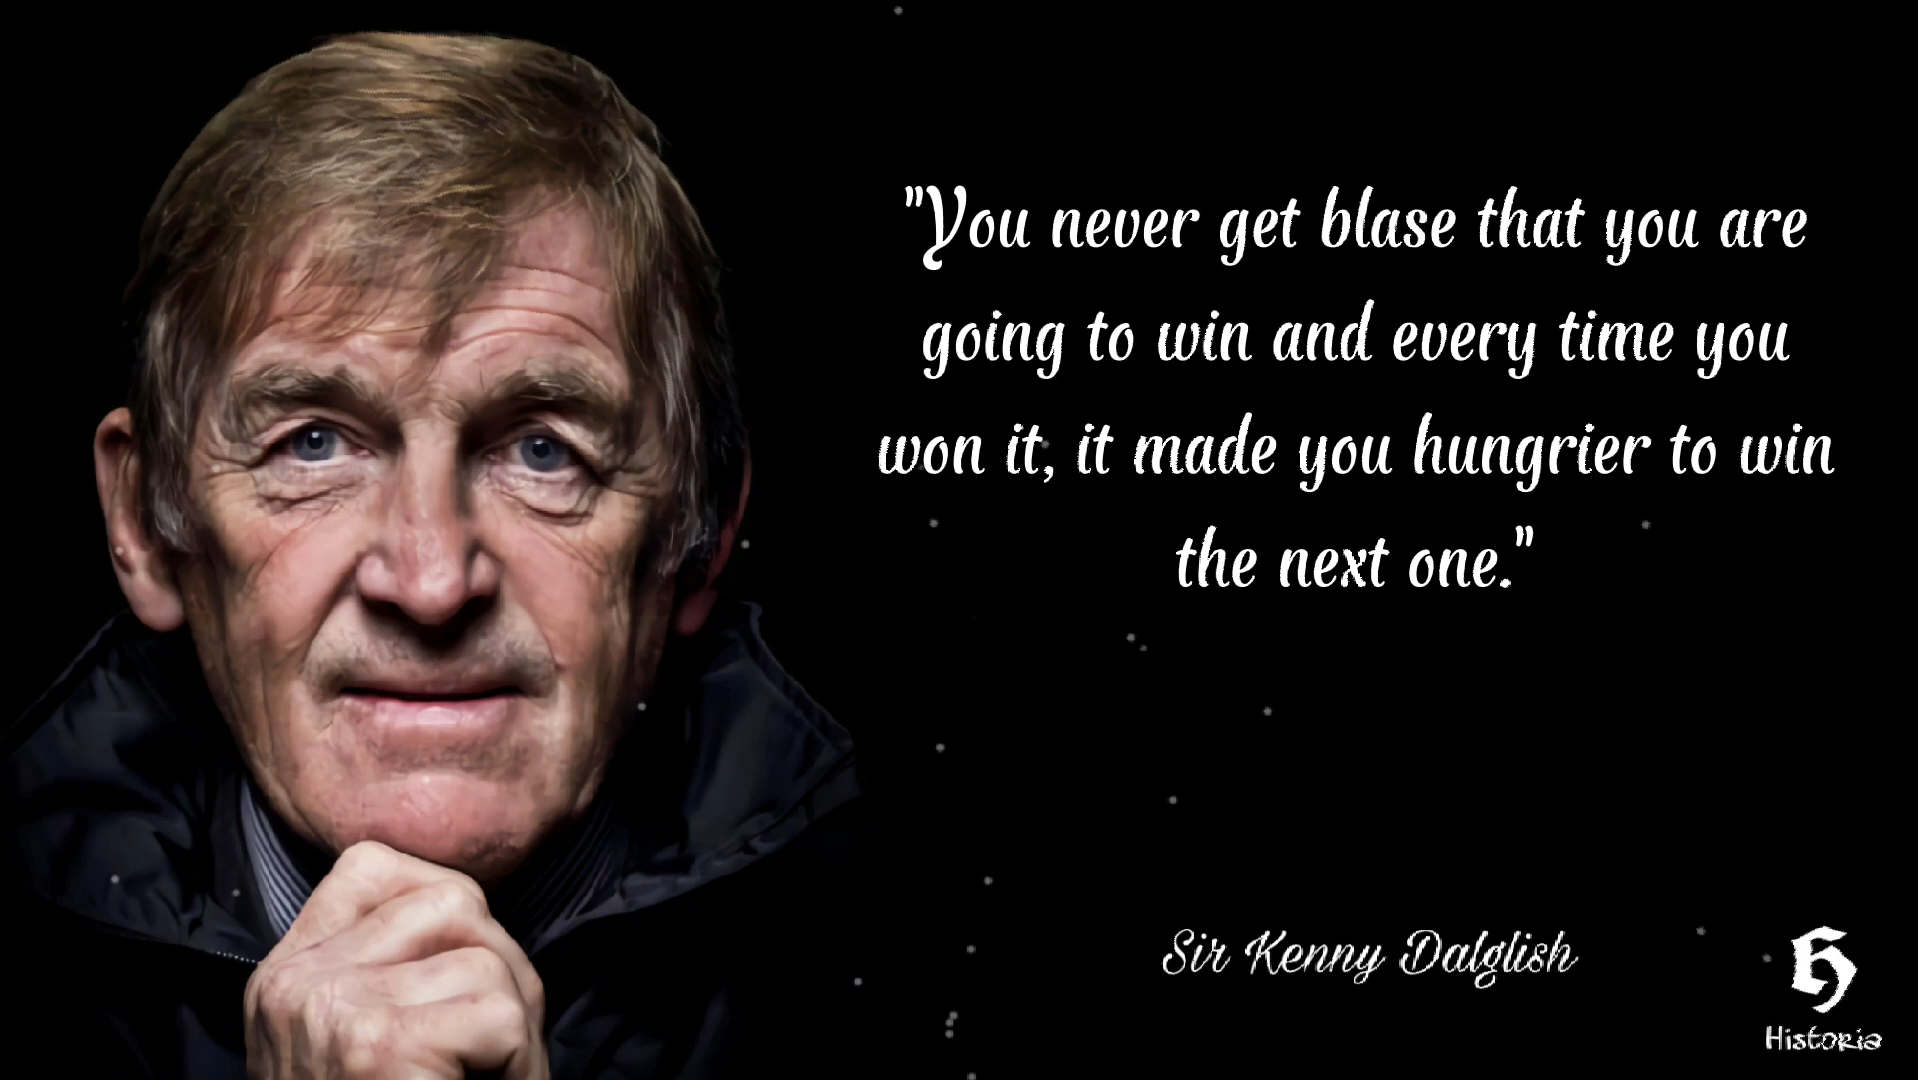 "You never get blase that you are
going to win and every time you
won it, it made you hungrier to win
the next one."
Sir Kenny Dalglish
H
Historia